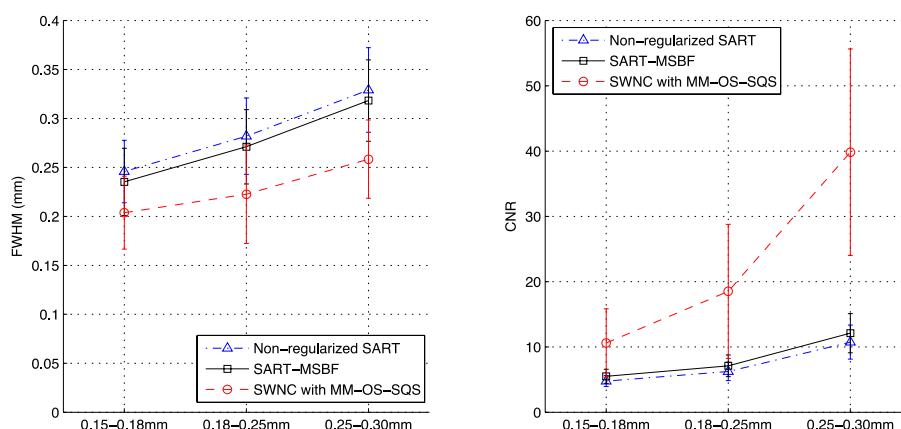 0.4
0.35
0.3
0.25
0.2
0.15
0.1
0.05
0
FWHM (mm)
Non-regularized SART
SART-MSBF
SWNC with MM-OS-SQS
0.15-0.18mm 0.18-0.25mm 0.25-0.30mm
60
50
40
30
20
10
0
CNR
Non-regularized SART
SART-MSBF
SWNC with MM-OS-SQS
0.15-0.18mm 0.18-0.25mm 0.25-0.30mm